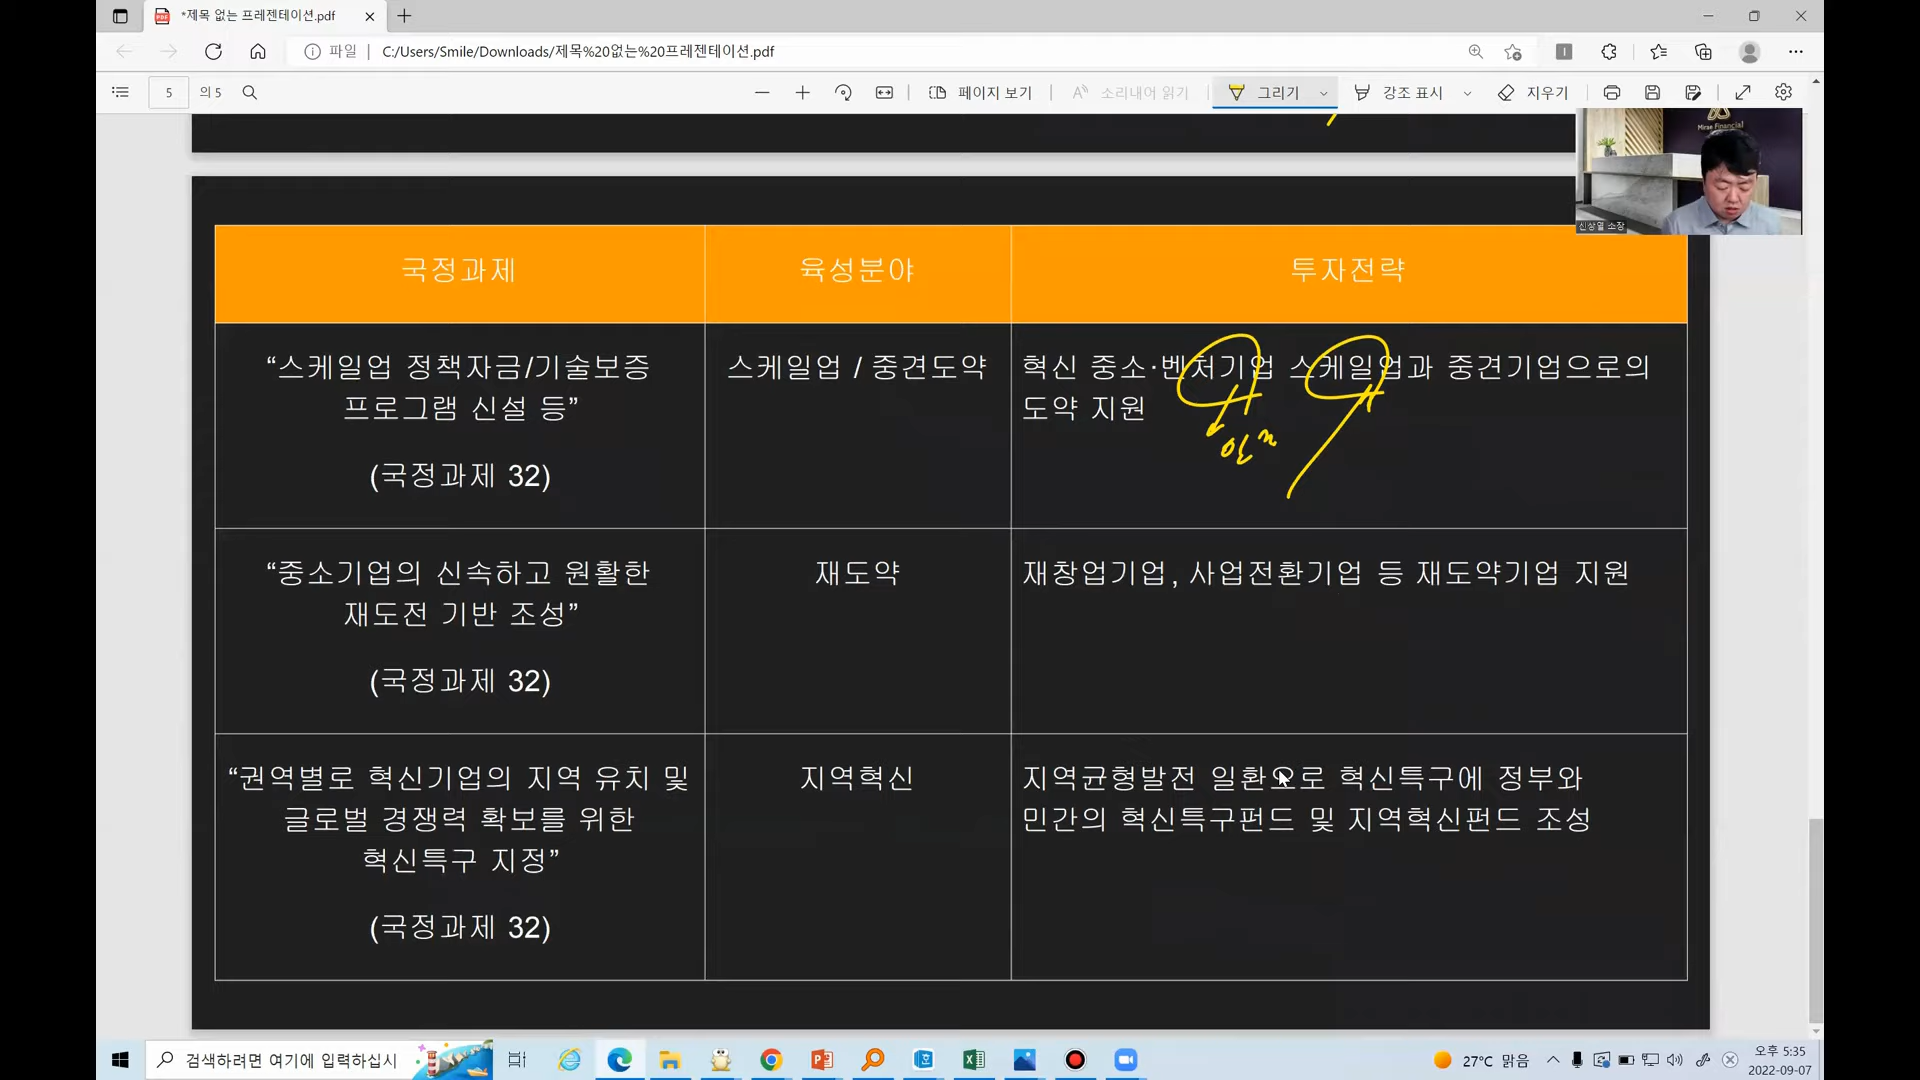 *제목 없는 프레젠테이션.pdf
파일
C:/Users/Smile/Downloads/제목%20없는%20프레젠테이션.pdf
5 의 5
페이지 보기
소리내어 읽기
그리기
강조 표시
지우기
Mirae Financial
신상열 소장
국정과제 육성분야 투자전략
“스케일업 정책자금/기술보증
프로그램 신설 등”
(국정과제 32)
스케일업 / 중견도약
혁신 중소·벤처기업 스케일업과 중견기업으로의
도약 지원
“중소기업의 신속하고 원활한
재도전 기반 조성”
(국정과제 32)
재도약
재창업기업, 사업전환기업 등 재도약기업 지원
“권역별로 혁신기업의 지역 유치 및
글로벌 경쟁력 확보를 위한
혁신특구 지정”
(국정과제 32)
지역혁신
지역균형발전 일환으로 혁신특구에 정부와
민간의 혁신특구펀드 및 지역혁신펀드 조성
검색하려면 여기에 입력하십시
27°C 맑음
오후 5:35
2022-09-07